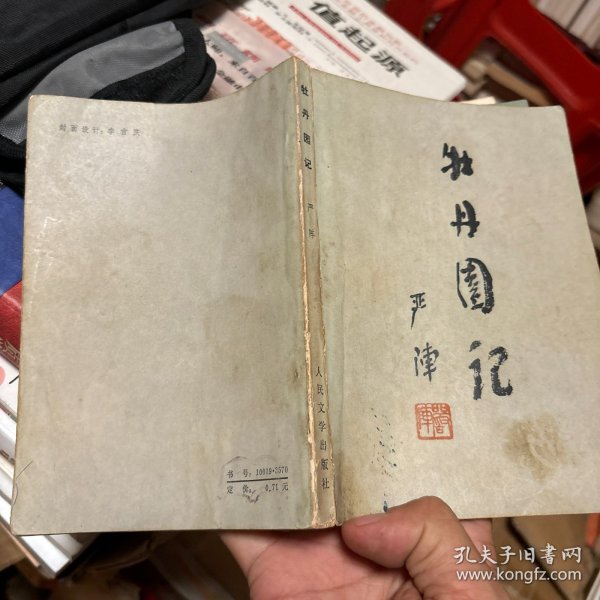 值起源
牡丹园记
严阵
封面设计：李吉庆
牡丹园记
严阵
人民文学出版社
书号：10019·3570
定价：0.71元
孔夫子旧书网
www.kongfz.com